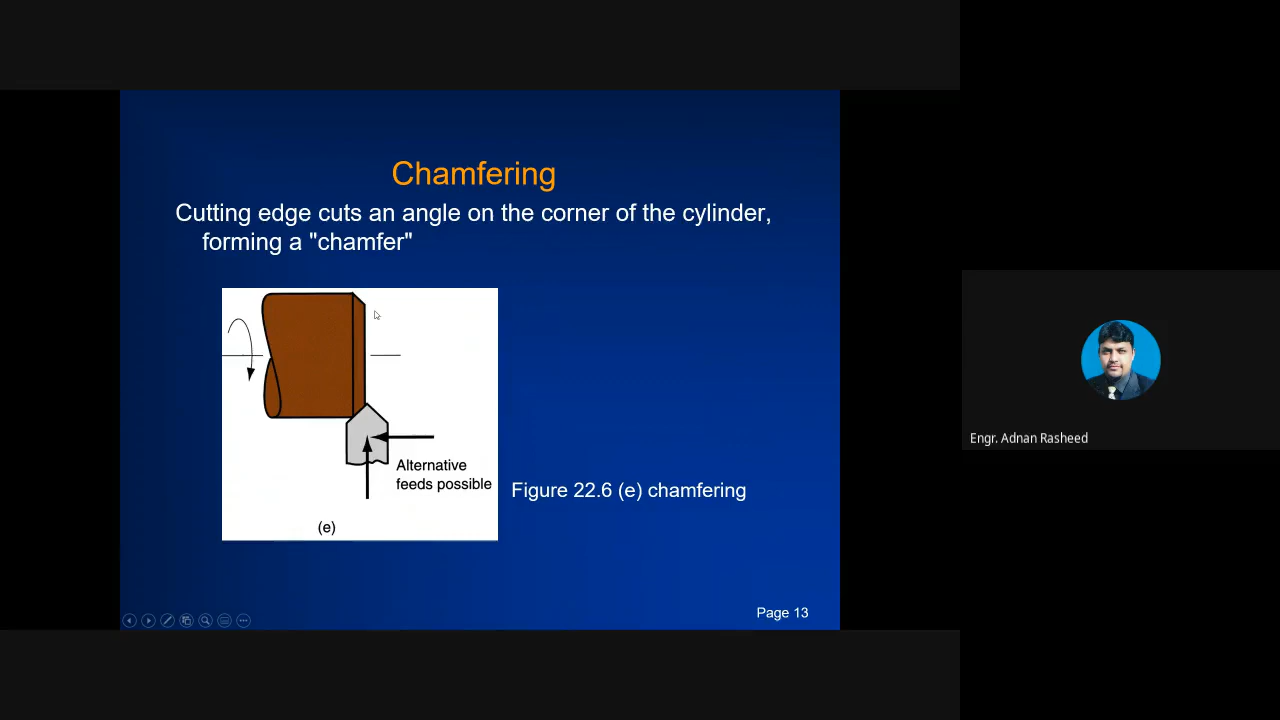 Chamfering
Cutting edge cuts an angle on the corner of the cylinder,
forming a "chamfer"
Alternative
feeds possible
(e)
Figure 22.6 (e) chamfering
Page 13
Engr. Adnan Rasheed